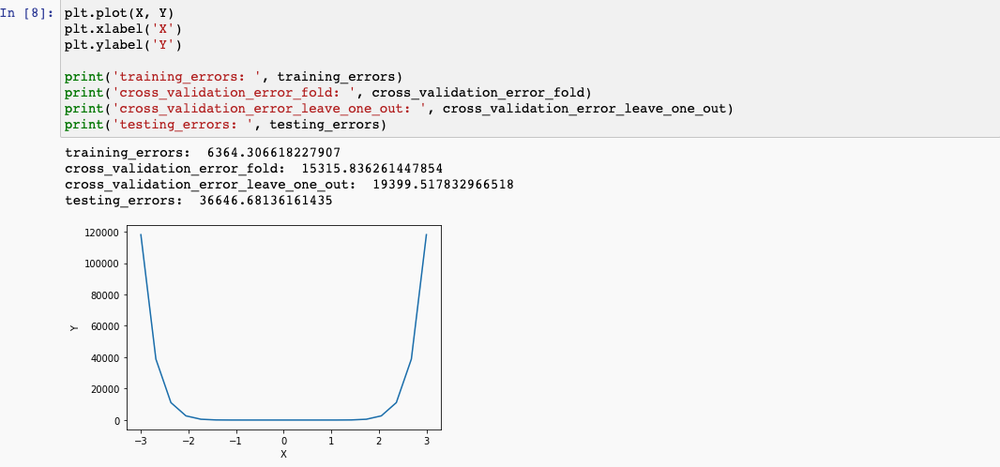 In [8]:
plt.plot(X, Y)
plt.xlabel('X')
plt.ylabel('Y')
print('training_errors: ', training_errors)
print('cross_validation_error_fold: ', cross_validation_error_fold)
print('cross_validation_error_leave_one_out: ', cross_validation_error_leave_one_out)
print('testing_errors: ', testing_errors)
training_errors:  6364.306618227907
cross_validation_error_fold:  15315.836261447854
cross_validation_error_leave_one_out:  19399.517832966518
testing_errors:  36646.68136161435
120000
100000
80000
60000
40000
20000
0
Y
−3 −2 −1 0 1 2 3
X